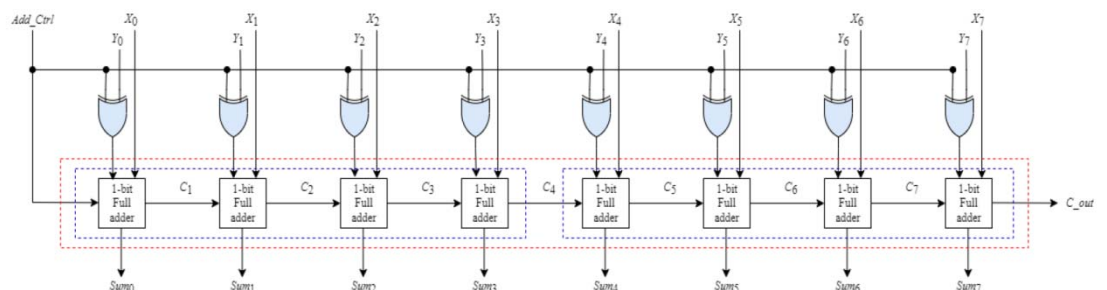 Add_Ctrl X0 X1 X2 X3 X4 X5 X6 X7
Y0 Y1 Y2 Y3 Y4 Y5 Y6 Y7
1-bit Full adder C1 1-bit Full adder C2 1-bit Full adder C3 1-bit Full adder C4 1-bit Full adder C5 1-bit Full adder C6 1-bit Full adder C7 1-bit Full adder C_out
Sum0 Sum1 Sum2 Sum3 Sum4 Sum5 Sum6 Sum7